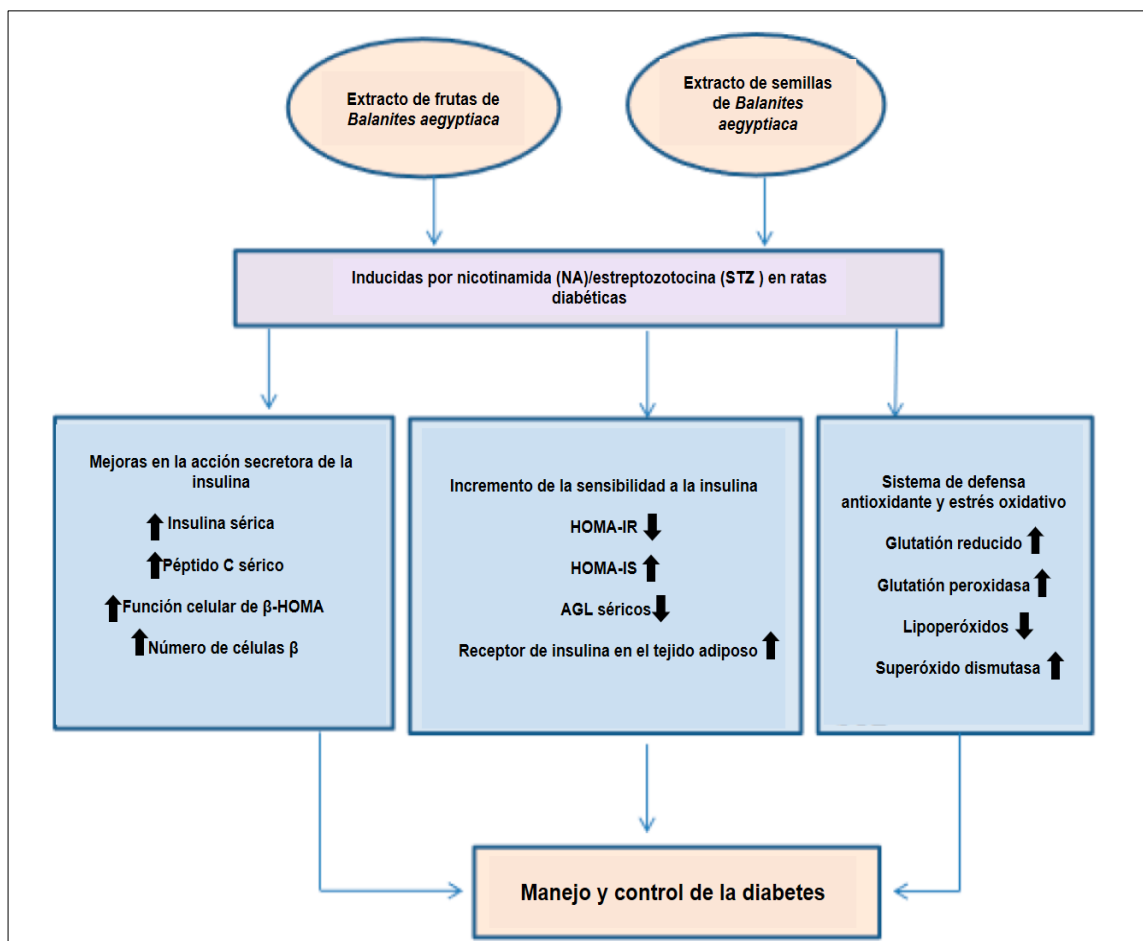 Extracto de frutas de
Balanites aegyptiaca
Extracto de semillas
de Balanites
aegyptiaca
Inducidas por nicotinamida (NA)/estreptozotocina (STZ ) en ratas
diabéticas
Mejoras en la acción secretora de la
insulina
Insulina sérica
Péptido C sérico
Función celular de β-HOMA
Número de células β
Incremento de la sensibilidad a la insulina
HOMA-IR
HOMA-IS
AGL séricos
Receptor de insulina en el tejido adiposo
Sistema de defensa
antioxidante y estrés oxidativo
Glutatión reducido
Glutatión peroxidasa
Lipoperóxidos
Superóxido dismutasa
Manejo y control de la diabetes